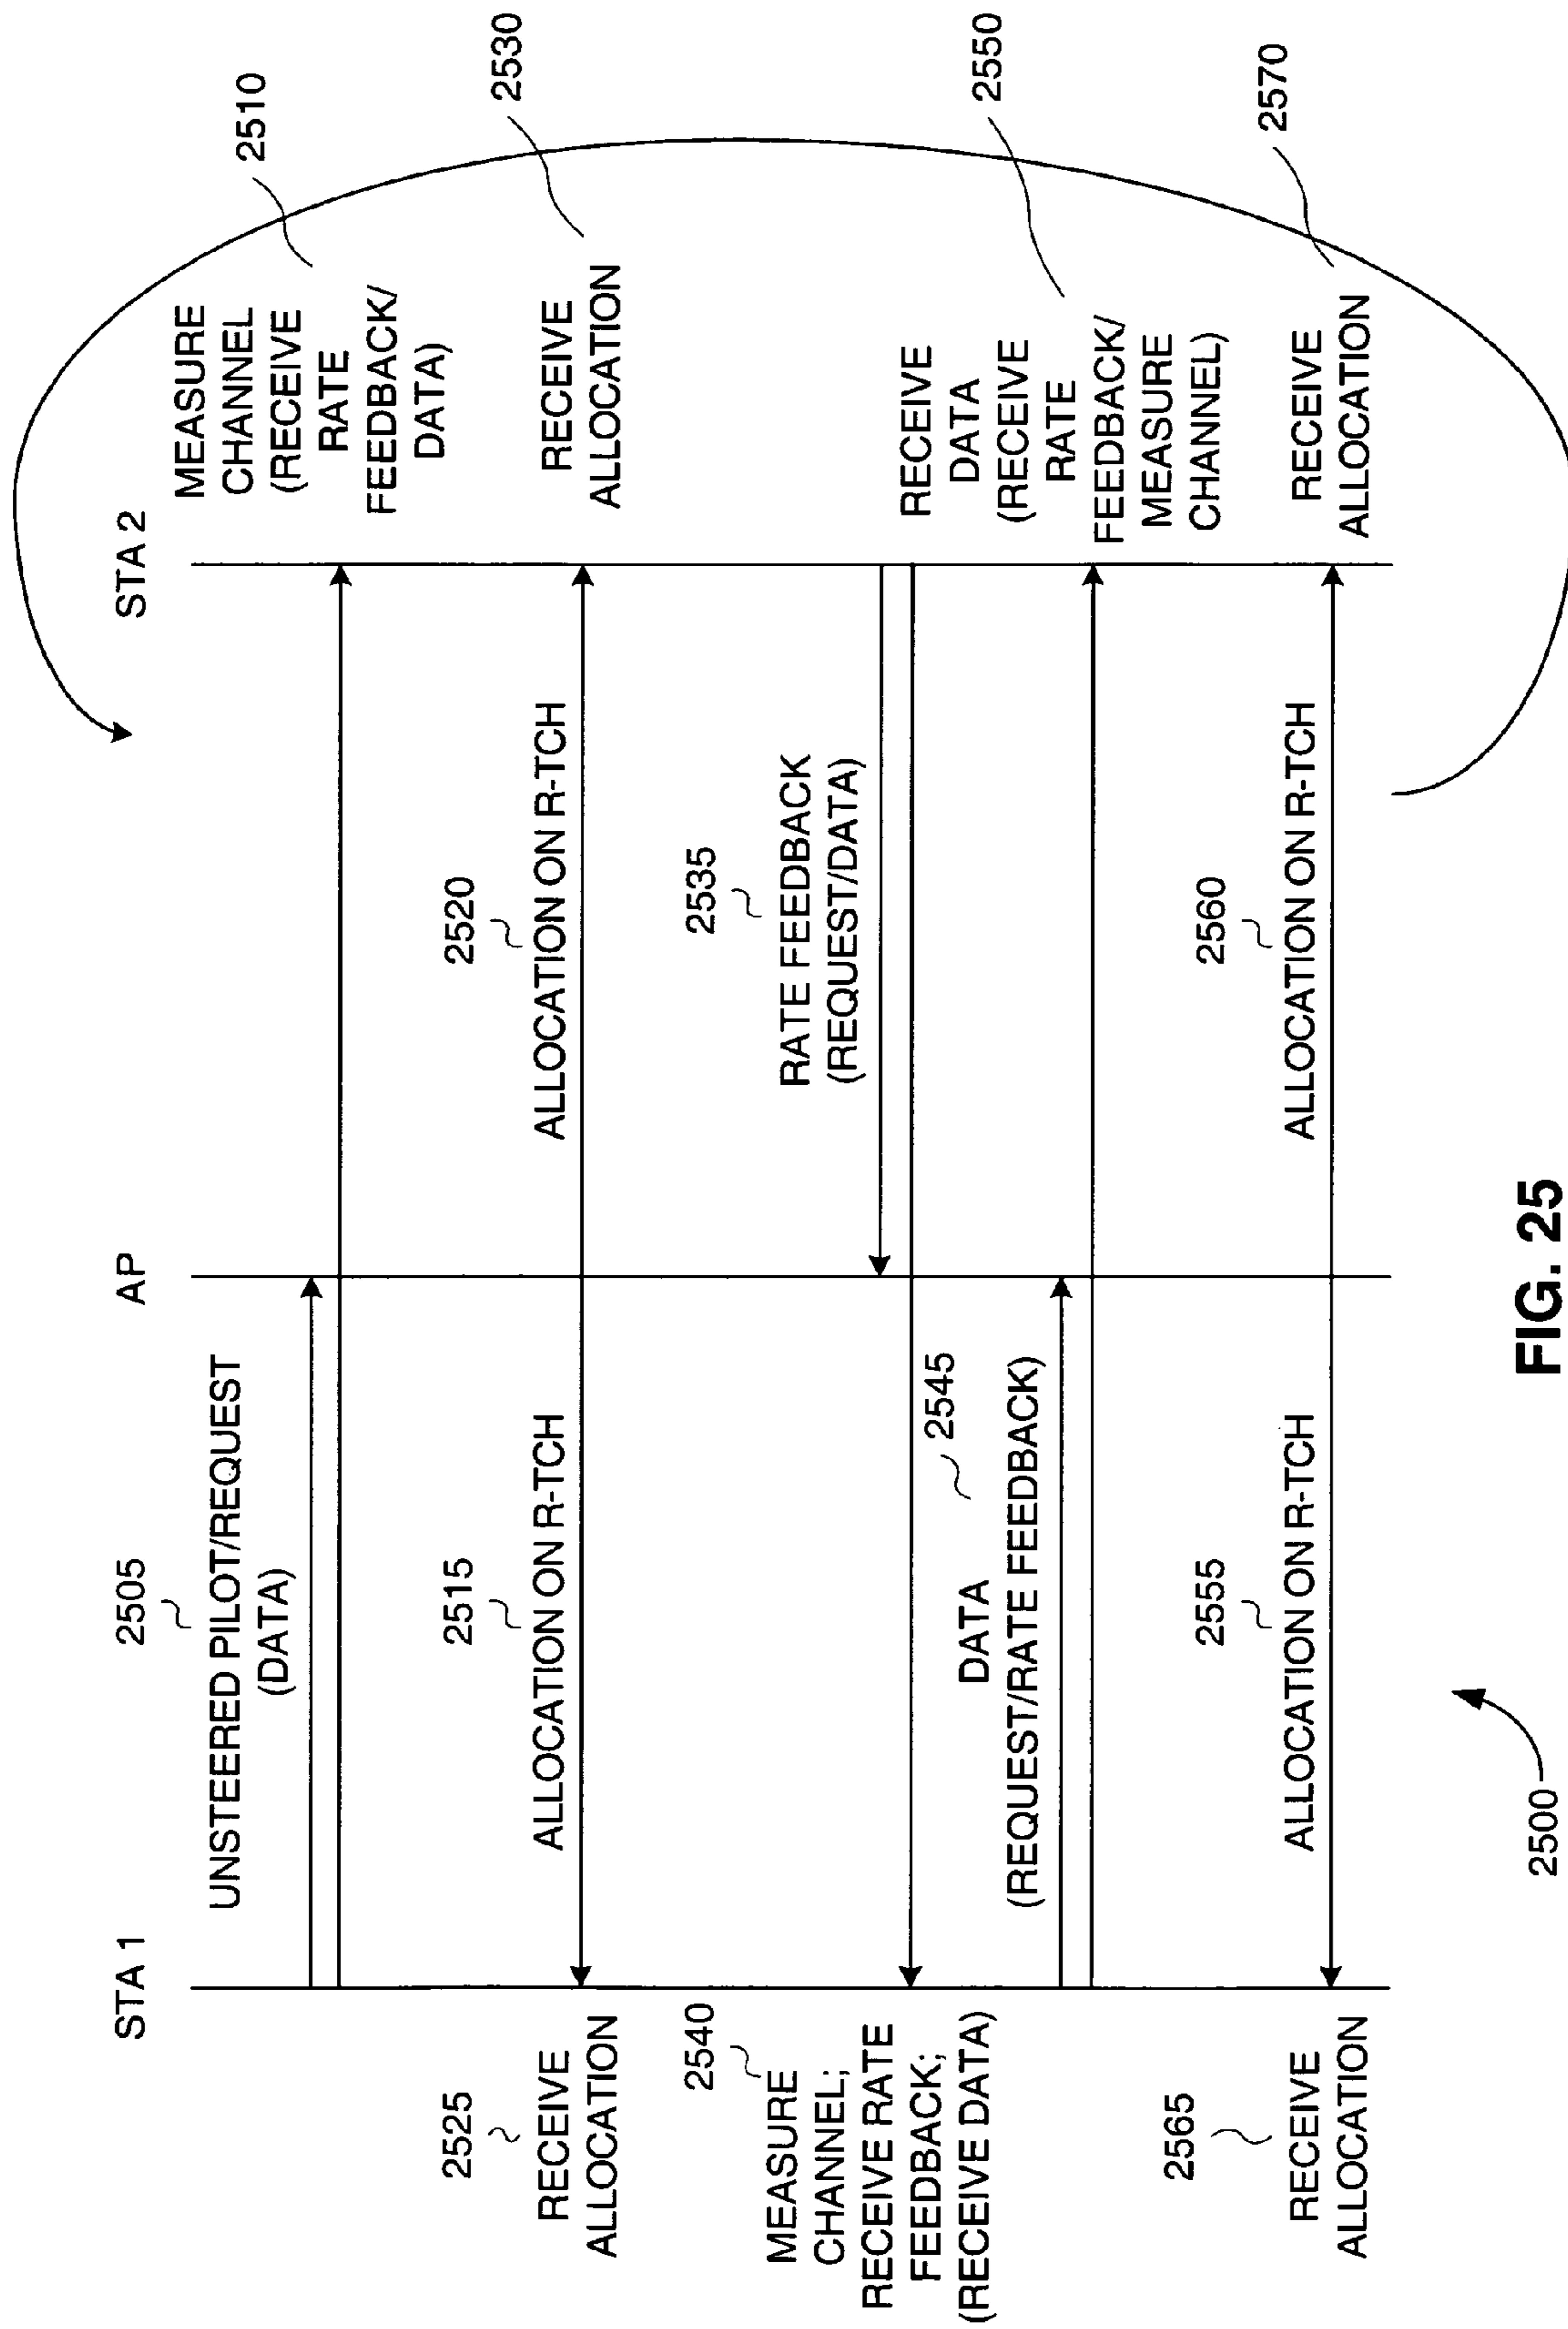 STA 1
AP
STA 2
2505
UNSTEERED PILOT/REQUEST
(DATA)
2510
MEASURE
CHANNEL
(RECEIVE
RATE
FEEDBACK/
DATA)
2515
ALLOCATION ON R-TCH
2520
ALLOCATION ON R-TCH
2525
RECEIVE
ALLOCATION
2530
RECEIVE
ALLOCATION
2535
RATE FEEDBACK
(REQUEST/DATA)
2540
MEASURE
CHANNEL;
RECEIVE RATE
FEEDBACK;
(RECEIVE DATA)
2545
DATA
(REQUEST/RATE FEEDBACK)
2550
RECEIVE
DATA
(RECEIVE
RATE
FEEDBACK/
MEASURE
CHANNEL)
2555
ALLOCATION ON R-TCH
2560
ALLOCATION ON R-TCH
2565
RECEIVE
ALLOCATION
2570
RECEIVE
ALLOCATION
2500
FIG. 25